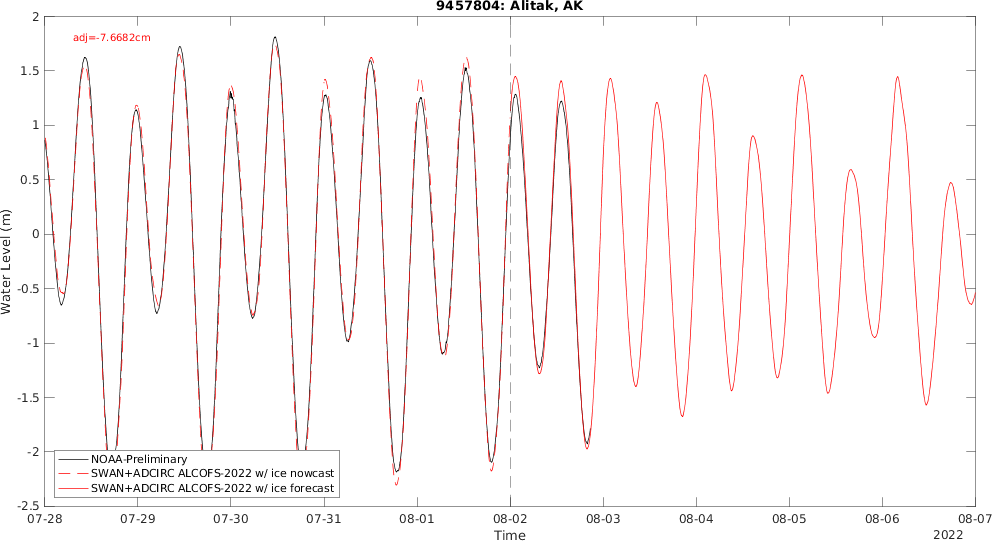 9457804: Alitak, AK
adj=-7.6682cm
Water Level (m)
2
1.5
1
0.5
0
-0.5
-1
-1.5
-2
-2.5
NOAA-Preliminary
SWAN+ADCIRC ALCOFS-2022 w/ ice nowcast
SWAN+ADCIRC ALCOFS-2022 w/ ice forecast
07-28 07-29 07-30 07-31 08-01 08-02 08-03 08-04 08-05 08-06 08-07
Time
2022